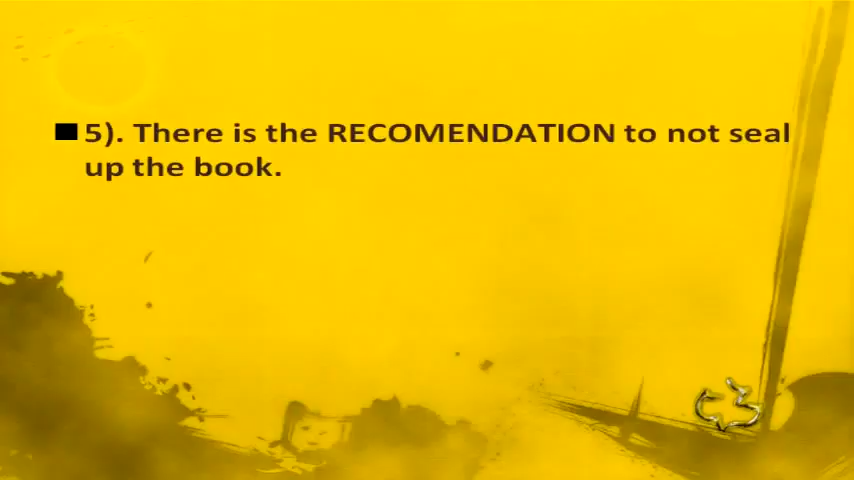 5). There is the RECOMENDATION to not seal
up the book.